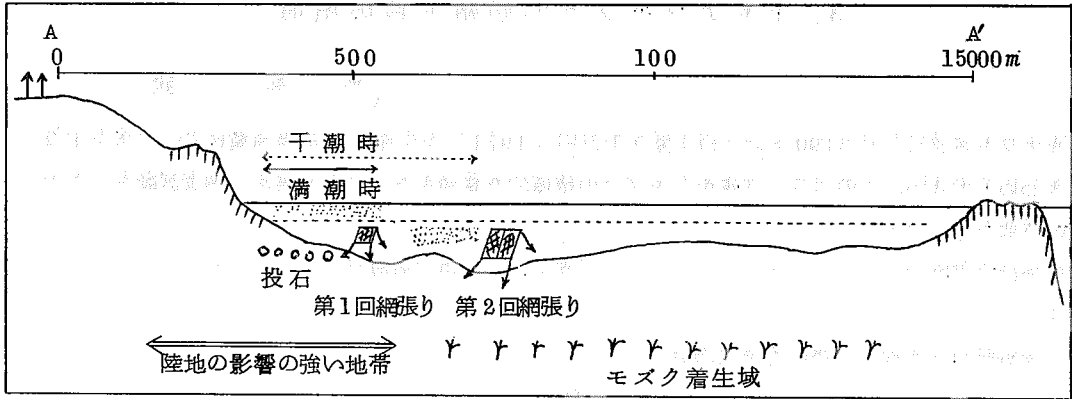 A A′
0 500 100 15000m
干潮時
満潮時
投石
第1回網張り 第2回網張り
陸地の影響の強い地帯
モズク着生域